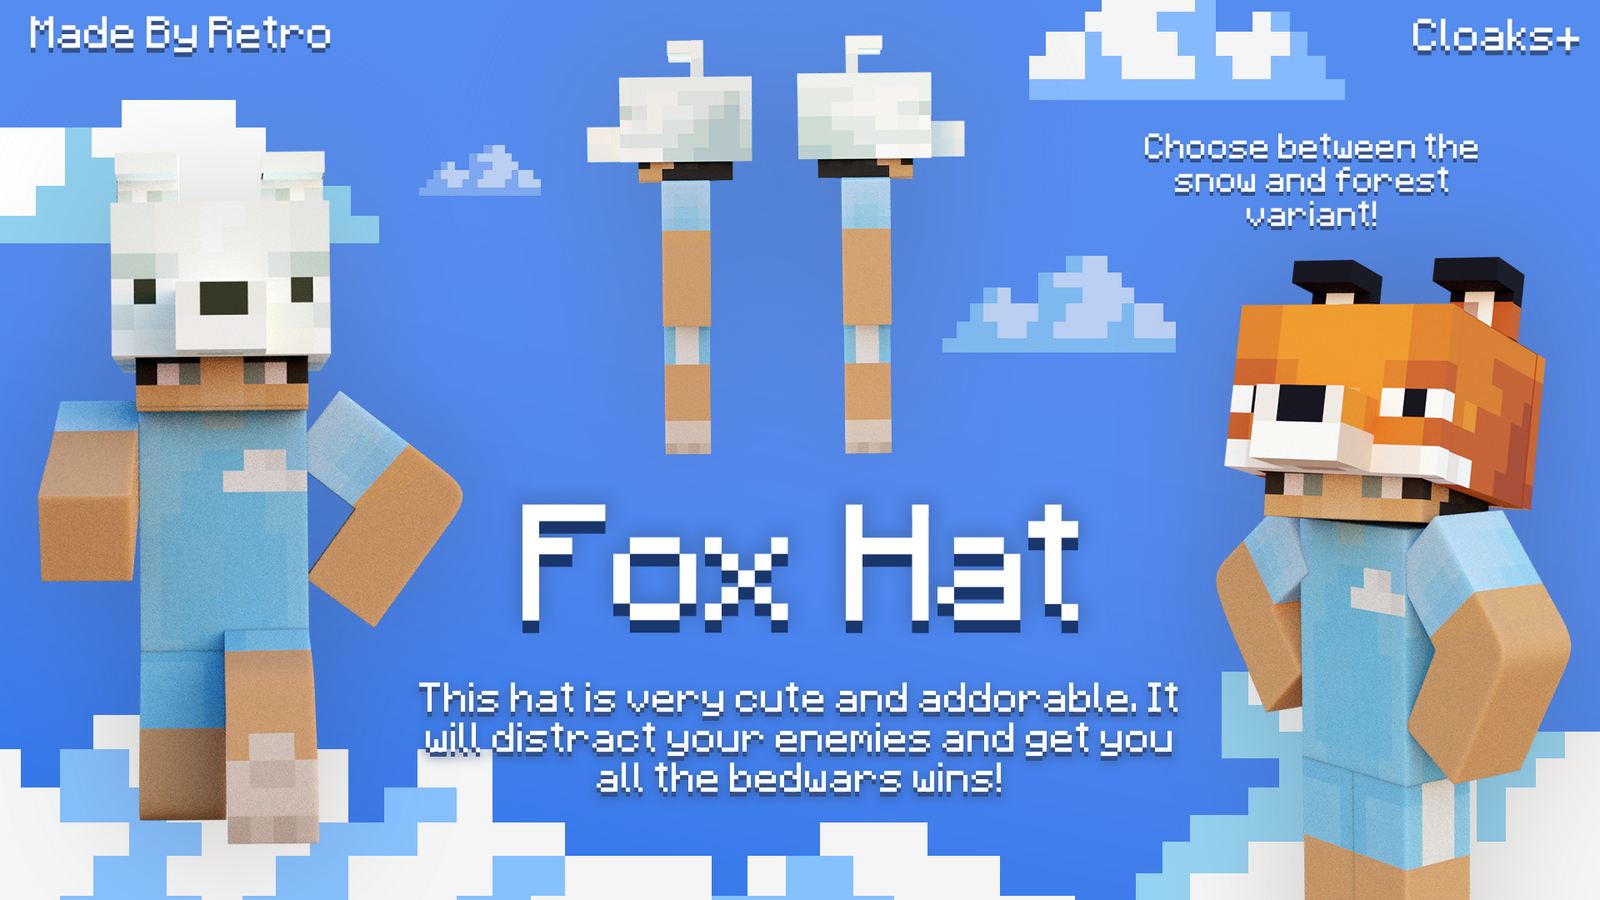 Made By Retro
Cloaks+
Choose between the
snow and forest
variant!
Fox Hat
This hat is very cute and addorable. It
will distract your enemies and get you
all the bedwars wins!